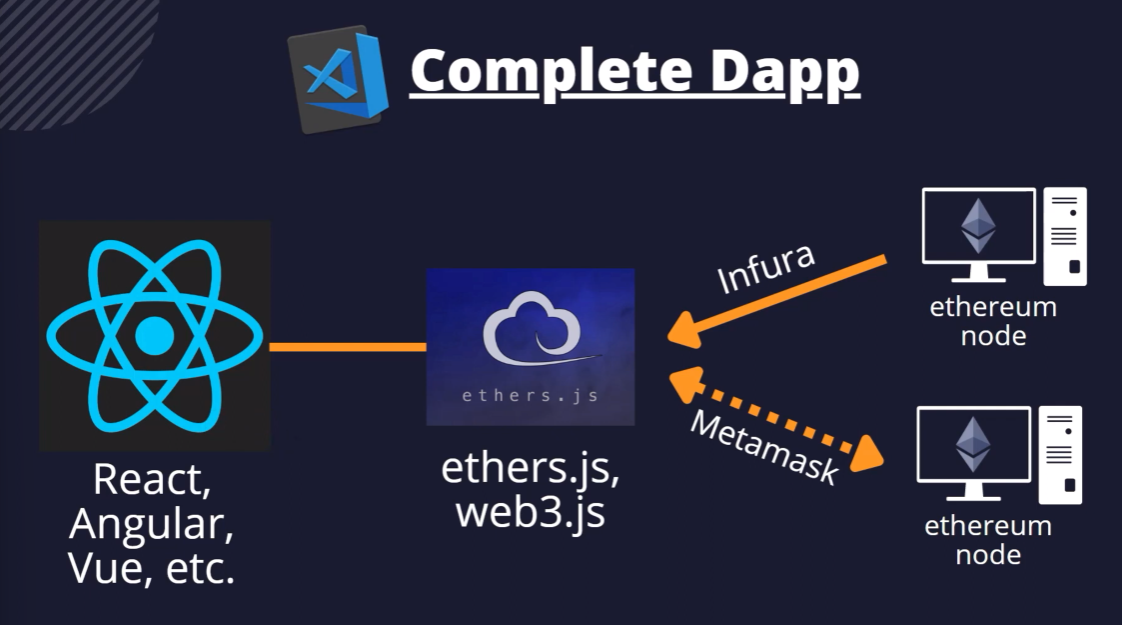 Complete Dapp
Infura
ethereum
node
ethers.js
Metamask
React,
Angular,
Vue, etc.
ethers.js,
web3.js
ethereum
node